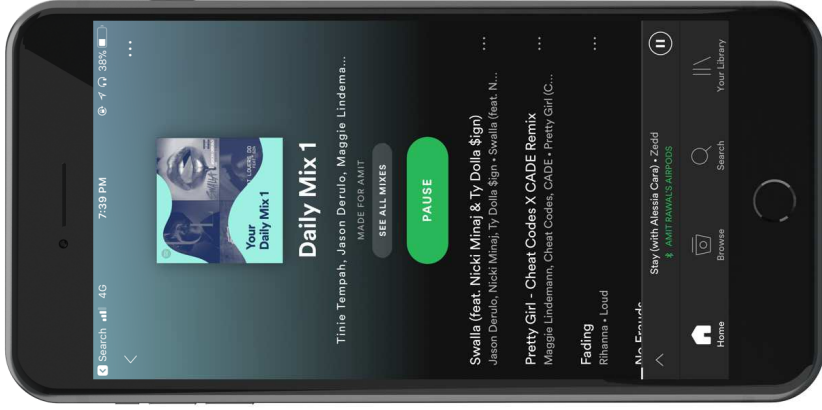 Search 4G 7:39 PM 38%
Your
Daily Mix 1
Daily Mix 1
Tinie Tempah, Jason Derulo, Maggie Lindema...
MADE FOR AMIT
SEE ALL MIXES
PAUSE
Swalla (feat. Nicki Minaj & Ty Dolla $ign)
Jason Derulo, Nicki Minaj, Ty Dolla $ign • Swalla (feat. N...
Pretty Girl - Cheat Codes X CADE Remix
Maggie Lindemann, Cheat Codes, CADE • Pretty Girl (C...
Fading
Rihanna • Loud
No Frauds
Stay (with Alessia Cara) • Zedd
AMIT RAWAL'S AIRPODS
Home Browse Search Your Library